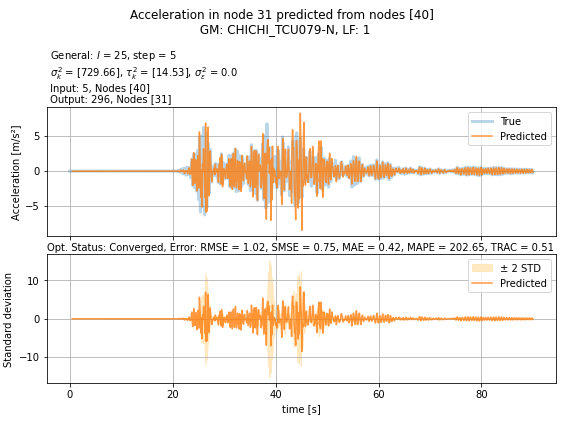 Acceleration in node 31 predicted from nodes [40]
GM: CHICHI_TCU079-N, LF: 1
General: l = 25, step = 5
σ²ₖ = [729.66], τ²ₖ = [14.53], σ²ε = 0.0
Input: 5, Nodes [40]
Output: 296, Nodes [31]
Acceleration [m/s²]
5
0
−5
True
Predicted
Opt. Status: Converged, Error: RMSE = 1.02, SMSE = 0.75, MAE = 0.42, MAPE = 202.65, TRAC = 0.51
Standard deviation
10
0
−10
± 2 STD
Predicted
0 20 40 60 80
time [s]